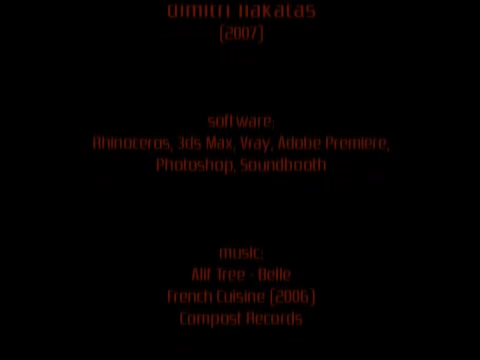 dimitri nakatas
(2007)
software:
Rhinoceros, 3ds Max, Vray, Adobe Premiere,
Photoshop, Soundbooth
music:
Alif Tree - Belle
French Cuisine (2006)
Compost Records